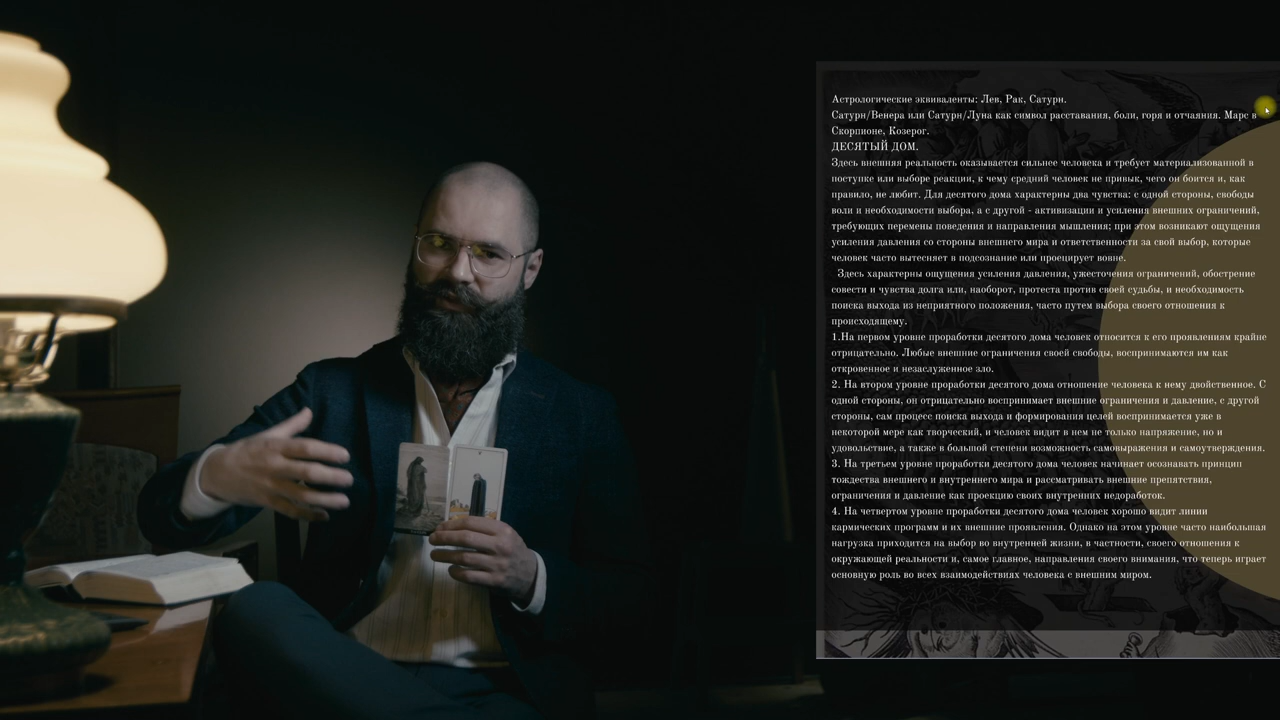 Астрологические эквиваленты: Лев, Рак, Сатурн.
Сатурн/Венера или Сатурн/Луна как символ расставания, боли, горя и отчаяния. Марс в
Скорпионе, Козерог.
ДЕСЯТЫЙ ДОМ.
Здесь внешняя реальность оказывается сильнее человека и требует материализованной в
поступке или выборе реакции, к чему средний человек не привык, чего он боится и, как
правило, не любит. Для десятого дома характерны два чувства: с одной стороны, свободы
воли и необходимости выбора, а с другой - активизации и усиления внешних ограничений,
требующих перемены поведения и направления мышления; при этом возникают ощущения
усиления давления со стороны внешнего мира и ответственности за свой выбор, которые
человек часто вытесняет в подсознание или проецирует вовне.
Здесь характерны ощущения усиления давления, ужесточения ограничений, обострение
совести и чувства долга или, наоборот, протеста против своей судьбы, и необходимость
поиска выхода из неприятного положения, часто путем выбора своего отношения к
происходящему.
1.На первом уровне проработки десятого дома человек относится к его проявлениям крайне
отрицательно. Любые внешние ограничения своей свободы, воспринимаются им как
откровенное и незаслуженное зло.
2. На втором уровне проработки десятого дома отношение человека к нему двойственное. С
одной стороны, он отрицательно воспринимает внешние ограничения и давление, с другой
стороны, сам процесс поиска выхода и формирования целей воспринимается уже в
некоторой мере как творческий, и человек видит в нем не только напряжение, но и
удовольствие, а также в большой степени возможность самовыражения и самоутверждения.
3. На третьем уровне проработки десятого дома человек начинает осознавать принцип
тождества внешнего и внутреннего мира и рассматривать внешние препятствия,
ограничения и давление как проекцию своих внутренних недоработок.
4. На четвертом уровне проработки десятого дома человек хорошо видит линии
кармических программ и их внешние проявления. Однако на этом уровне часто наибольшая
нагрузка приходится на выбор во внутренней жизни, в частности, своего отношения к
окружающей реальности и, самое главное, направления своего внимания, что теперь играет
основную роль во всех взаимодействиях человека с внешним миром.